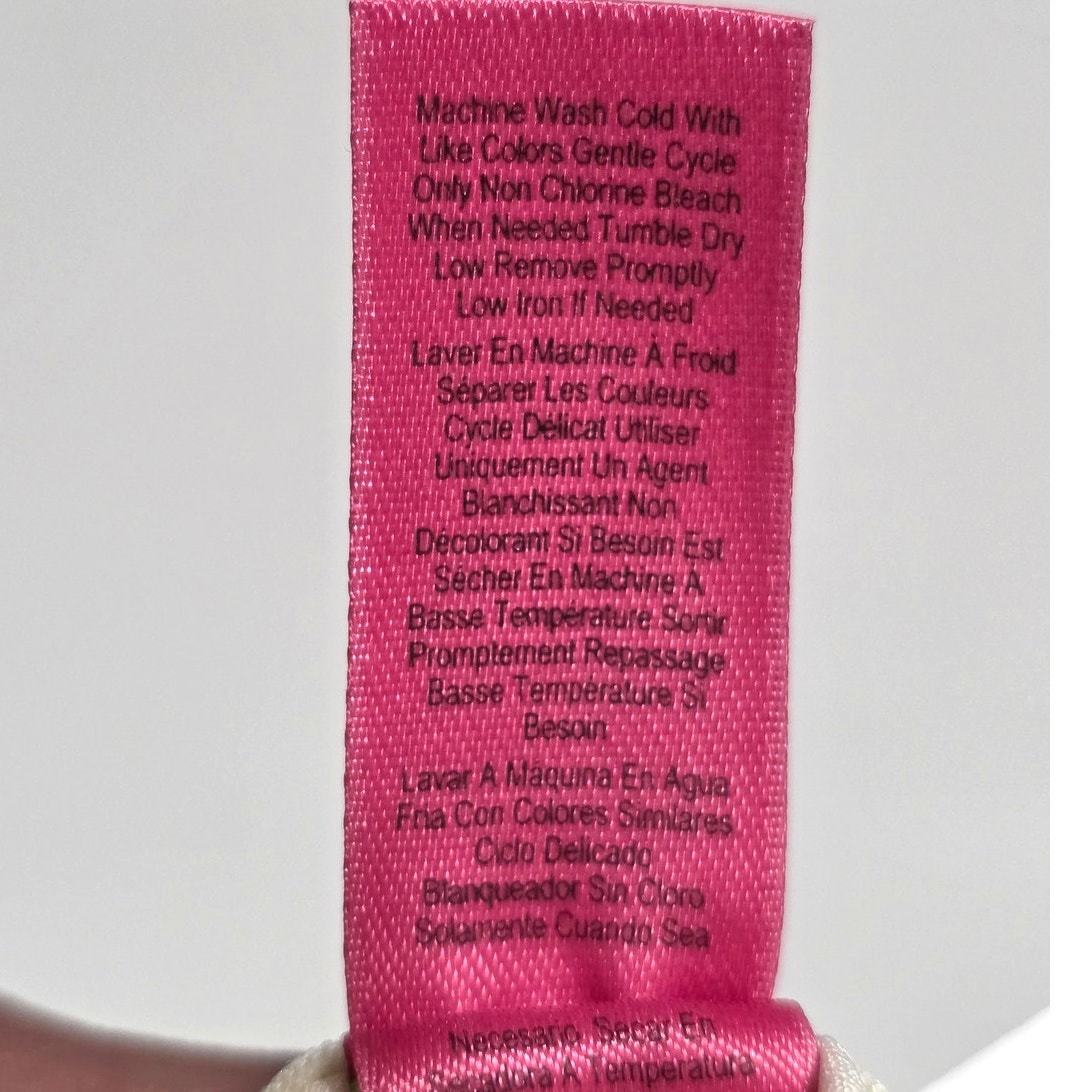 Machine Wash Cold With
Like Colors Gentle Cycle
Only Non Chlorine Bleach
When Needed Tumble Dry
Low Remove Promptly
Low Iron If Needed
Laver En Machine À Froid
Séparer Les Couleurs
Cycle Délicat Utiliser
Uniquement Un Agent
Blanchissant Non
Décolorant Si Besoin Est
Sécher En Machine À
Basse Température Sortir
Promptement Repassage
Basse Température Si
Besoin
Lavar A Máquina En Agua
Fría Con Colores Similares
Ciclo Delicado
Blanqueador Sin Cloro
Solamente Cuando Sea
Necesario Secar En
Secadora A Temperatura